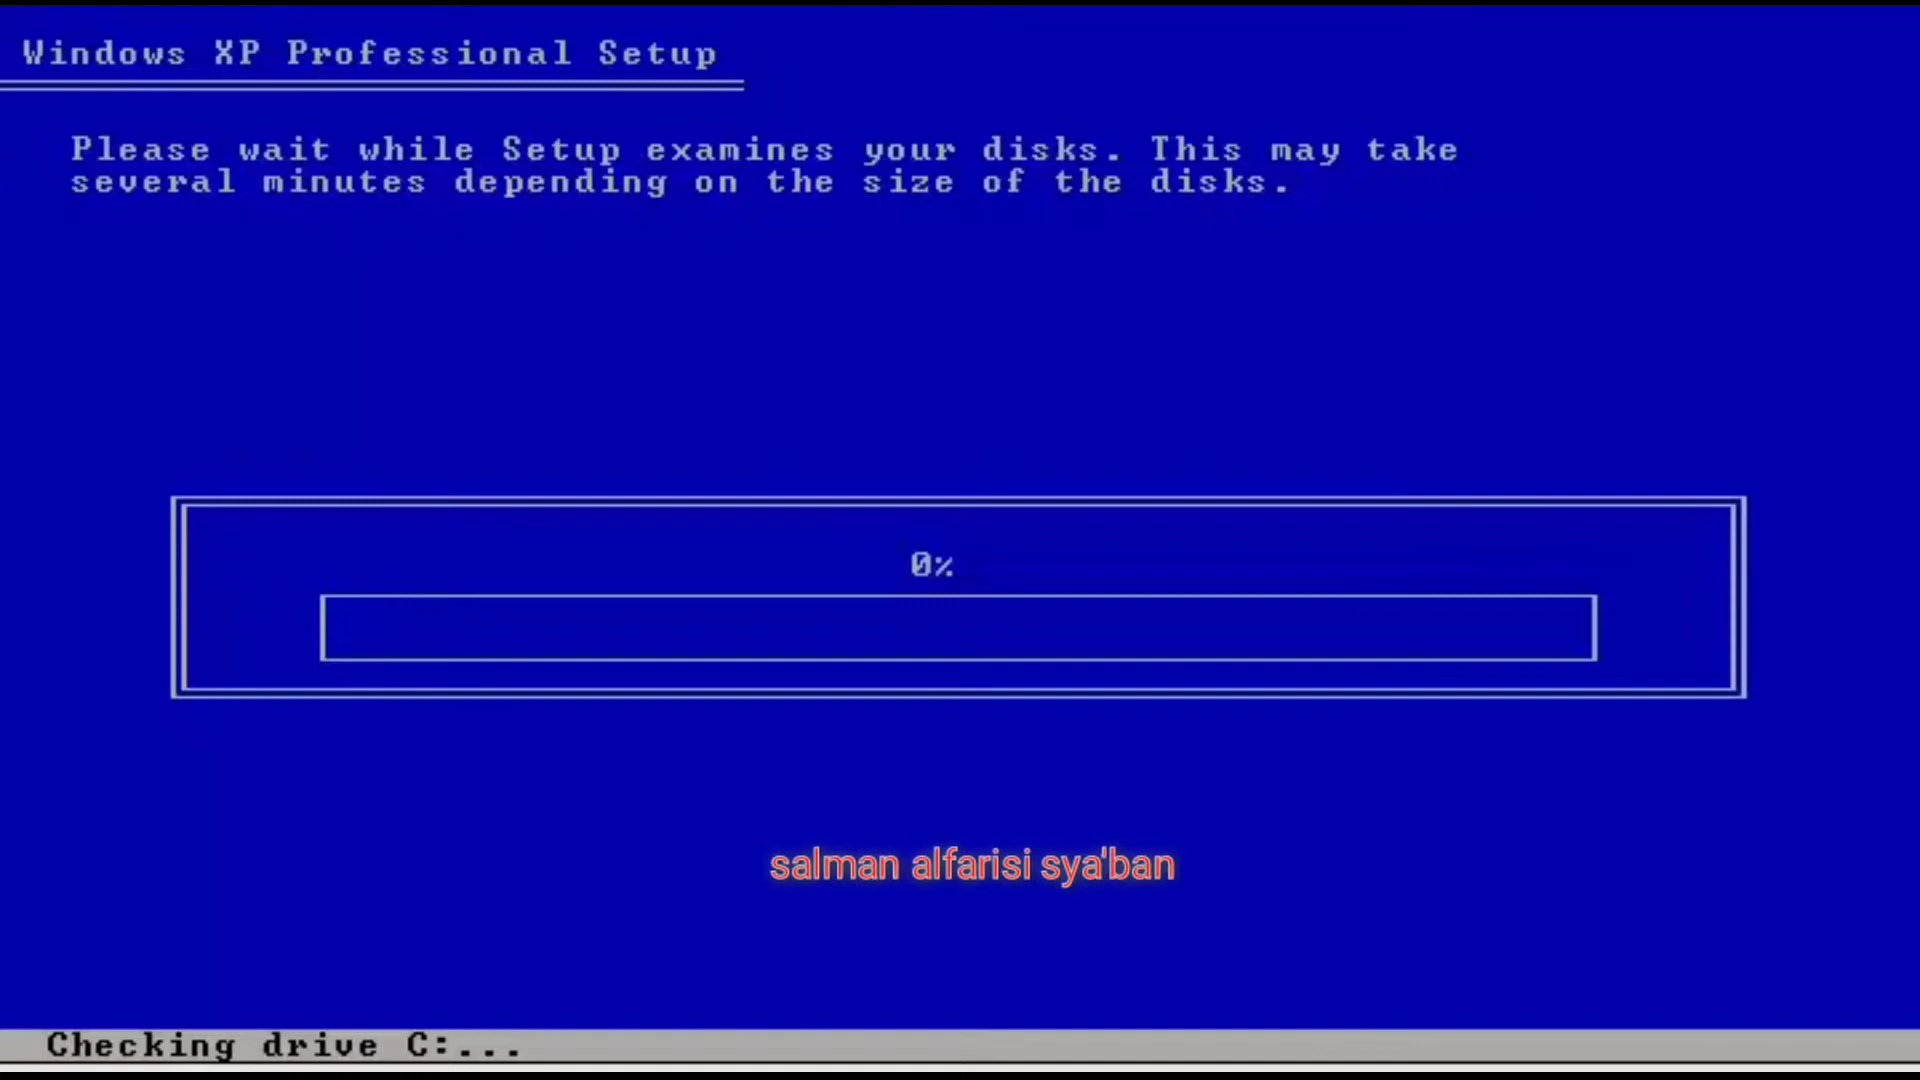 Windows XP Professional Setup
Please wait while Setup examines your disks. This may take
several minutes depending on the size of the disks.
0%
salman alfarisi sya'ban
Checking drive C:...